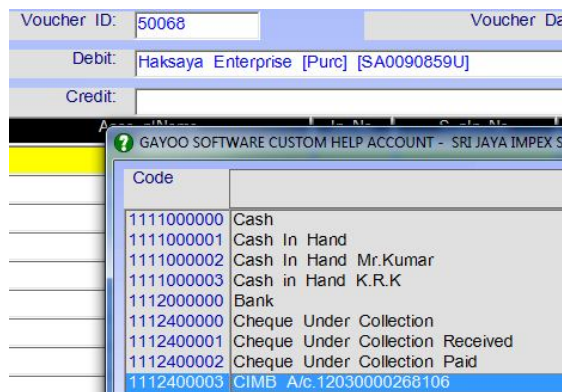 Voucher ID: 50068 Voucher Da
Debit: Haksaya Enterprise [Purc] [SA0090859U]
Credit:
GAYOO SOFTWARE CUSTOM HELP ACCOUNT - SRI JAYA IMPEX S
Code
1111000000 Cash
1111000001 Cash In Hand
1111000002 Cash In Hand Mr.Kumar
1111000003 Cash in Hand K.R.K
1112000000 Bank
1112400000 Cheque Under Collection
1112400001 Cheque Under Collection Received
1112400002 Cheque Under Collection Paid
1112400003 CIMB A/c.12030000268106